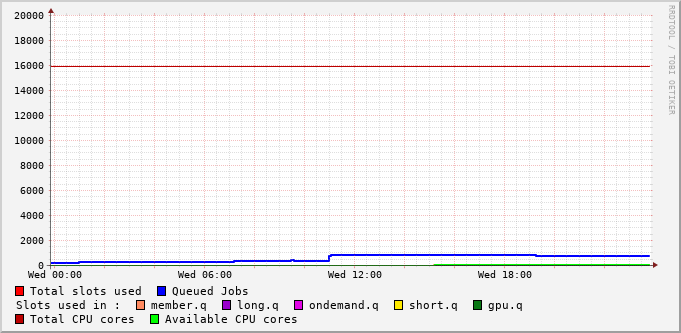 20000
18000
16000
14000
12000
10000
8000
6000
4000
2000
0
Wed 00:00 Wed 06:00 Wed 12:00 Wed 18:00
Total slots used Queued Jobs
Slots used in : member.q long.q ondemand.q short.q gpu.q
Total CPU cores Available CPU cores
RRDTOOL / TOBI OETIKER